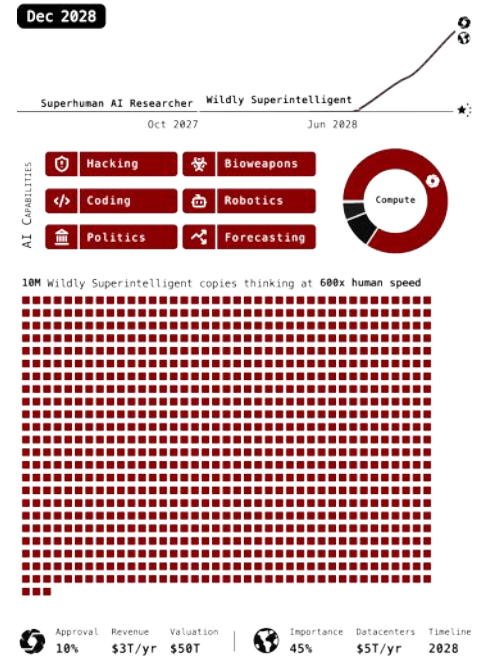 Dec 2028
Superhuman AI Researcher Wildly Superintelligent
Oct 2027 Jun 2028
AI Capabilities
Hacking Bioweapons
Coding Robotics
Politics Forecasting
Compute
10M Wildly Superintelligent copies thinking at 600x human speed
Approval Revenue Valuation Importance Datacenters Timeline
10% $3T/yr $50T 45% $5T/yr 2028